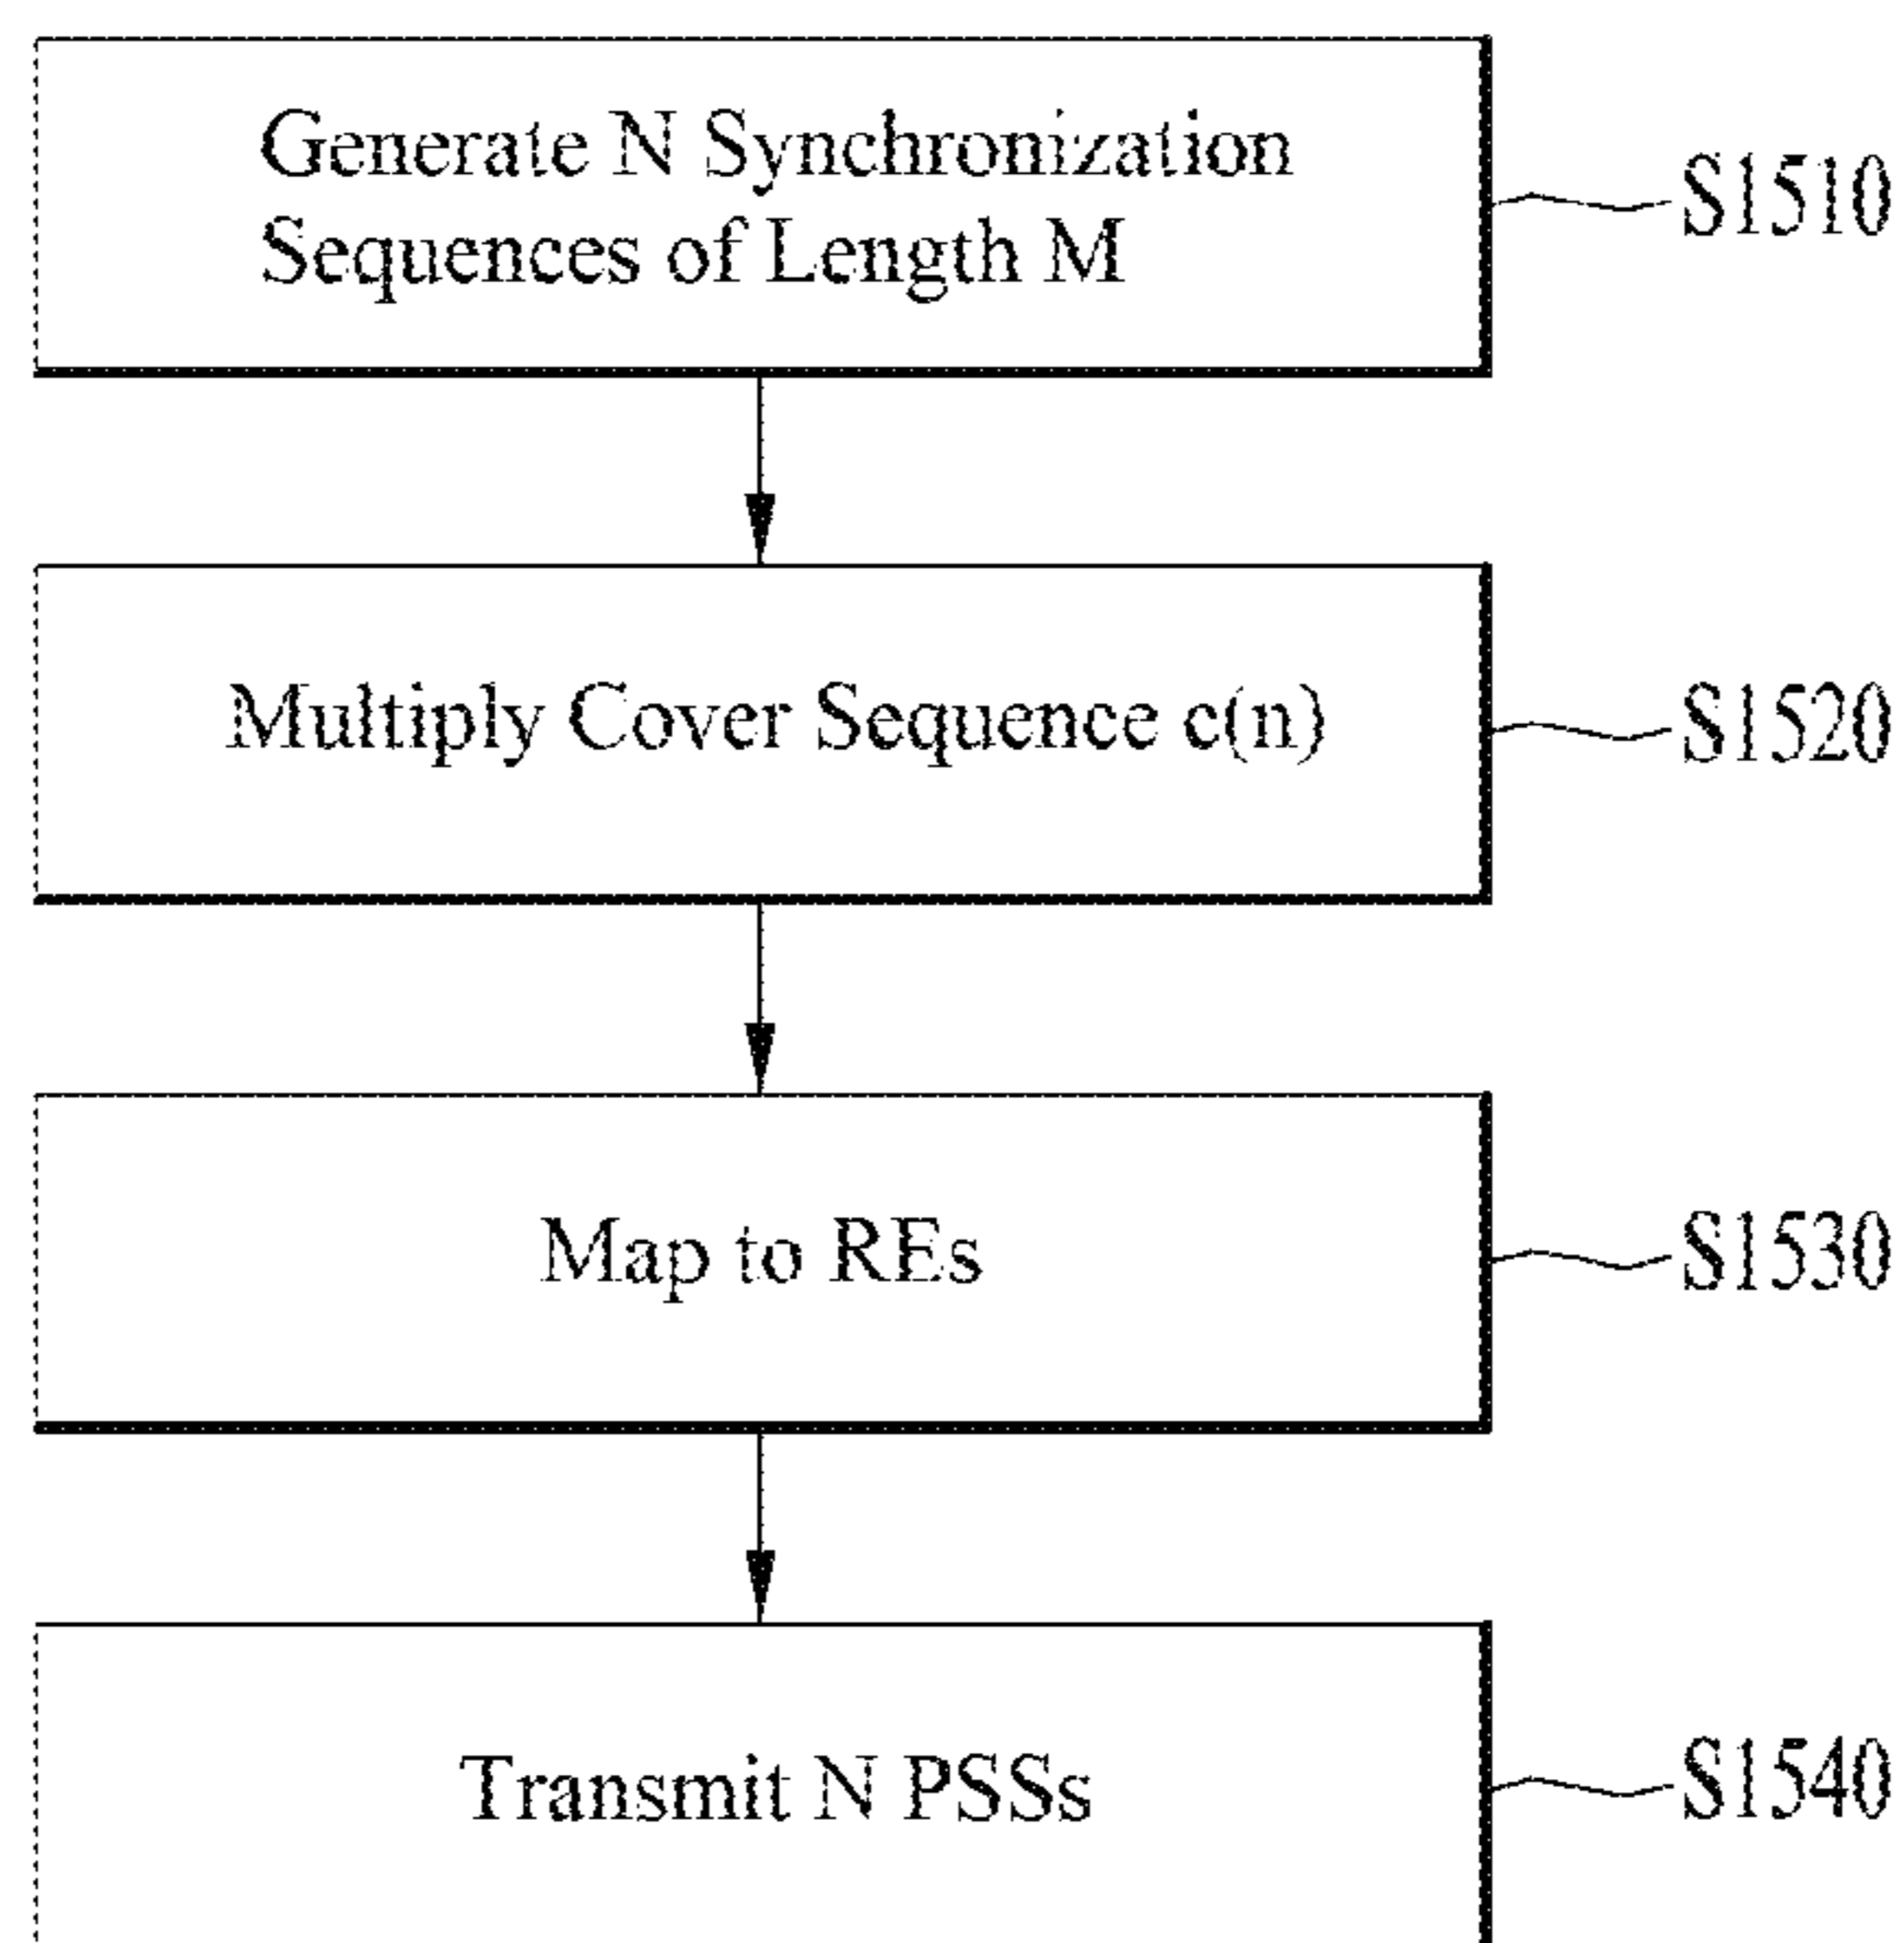 Generate N Synchronization
Sequences of Length M
S1510
Multiply Cover Sequence c(n)
S1520
Map to REs
S1530
Transmit N PSSs
S1540